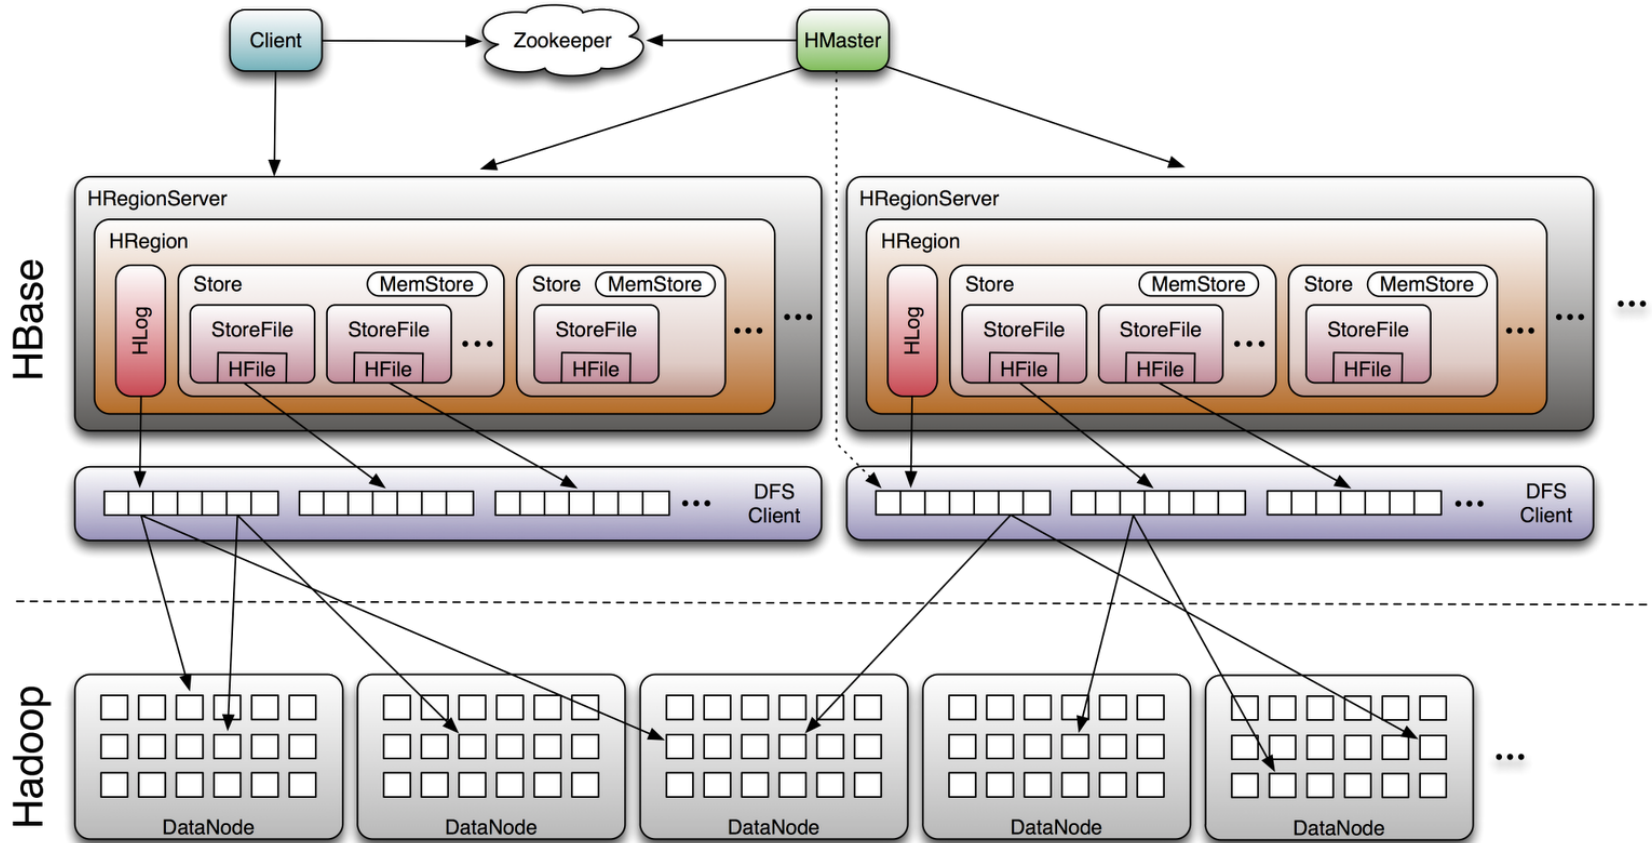 Client
Zookeeper
HMaster
HBase
HRegionServer
HRegion
HLog
Store
MemStore
StoreFile
HFile
StoreFile
HFile
...
Store
MemStore
StoreFile
HFile
...
...
HRegionServer
HRegion
HLog
Store
MemStore
StoreFile
HFile
StoreFile
HFile
...
Store
MemStore
StoreFile
HFile
...
...
...
...
DFS
Client
...
DFS
Client
Hadoop
DataNode
DataNode
DataNode
DataNode
DataNode
...